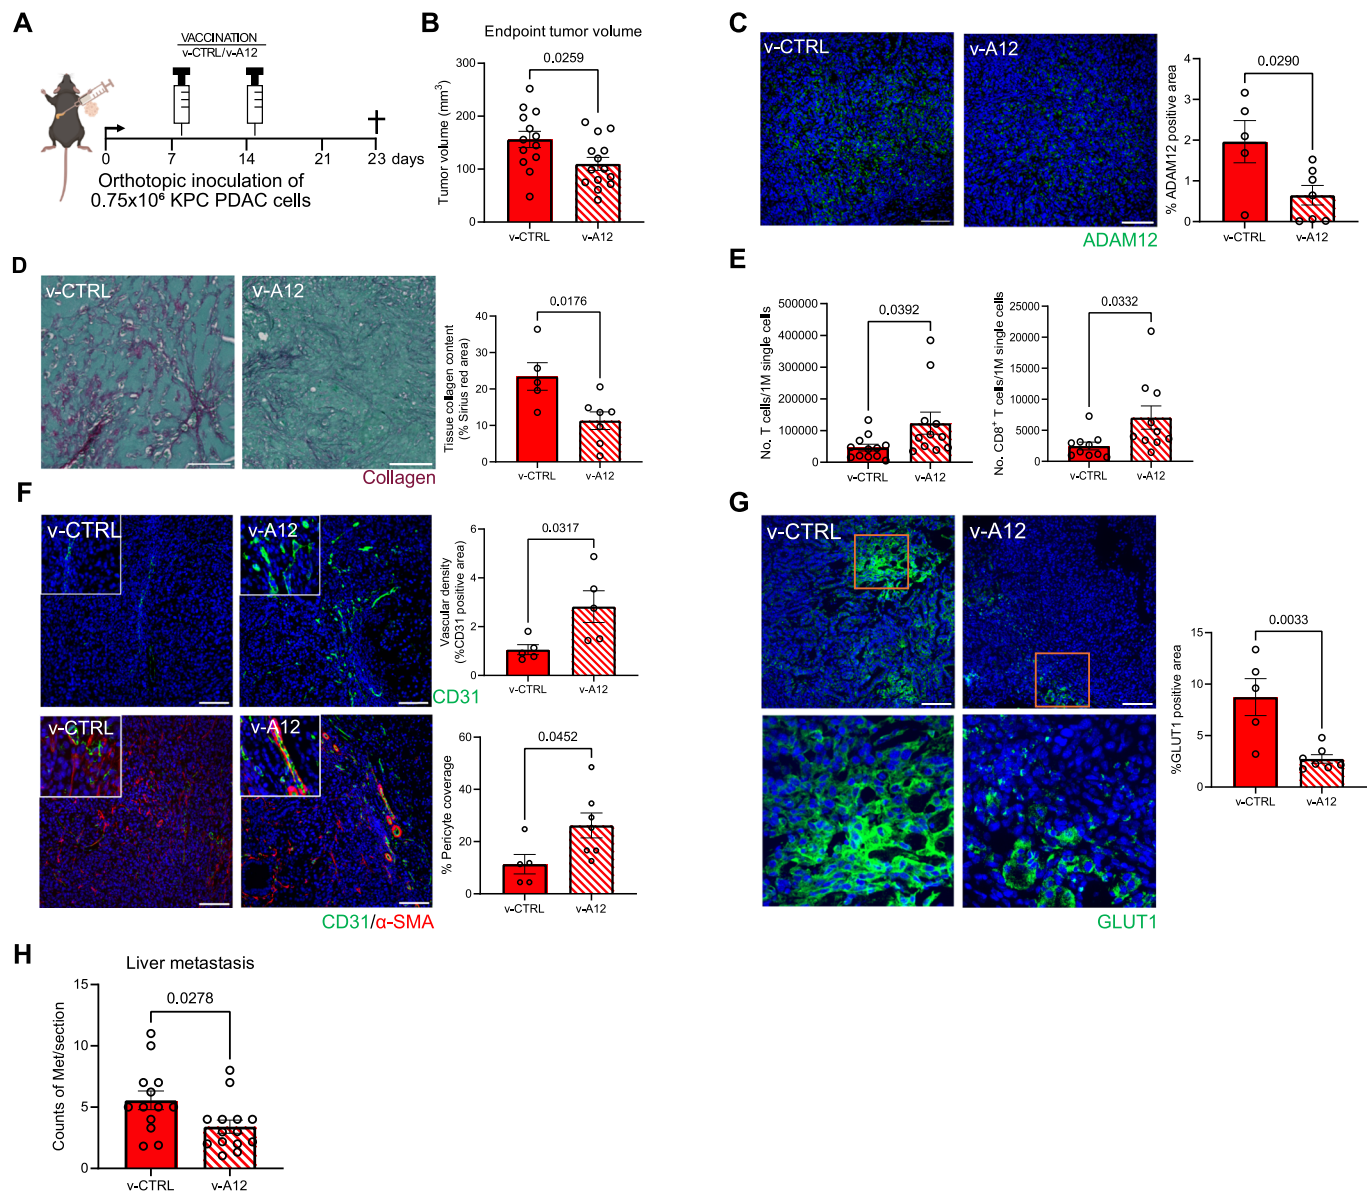 A
VACCINATION
v-CTRL/v-A12
0 7 14 21 23 days
Orthotopic inoculation of
0.75x10⁶ KPC PDAC cells
B
Endpoint tumor volume
0.0259
Tumor volume (mm³)
300
200
100
0
v-CTRL v-A12
C
v-CTRL v-A12
ADAM12
0.0290
% ADAM12 positive area
4
3
2
1
0
v-CTRL v-A12
D
v-CTRL v-A12
Collagen
0.0176
Tissue collagen content
(% Sirius red area)
40
30
20
10
0
v-CTRL v-A12
E
0.0392
No. T cells/1M single cells
500000
400000
300000
200000
100000
0
v-CTRL v-A12
0.0332
No. CD8⁺ T cells/1M single cells
25000
20000
15000
10000
5000
0
v-CTRL v-A12
F
v-CTRL v-A12
CD31
0.0317
Vascular density
(%CD31 positive area)
6
4
2
0
v-CTRL v-A12
v-CTRL v-A12
CD31/α-SMA
0.0452
% Pericyte coverage
60
40
20
0
v-CTRL v-A12
G
v-CTRL v-A12
GLUT1
0.0033
%GLUT1 positive area
15
10
5
0
v-CTRL v-A12
H
Liver metastasis
0.0278
Counts of Met/section
15
10
5
0
v-CTRL v-A12